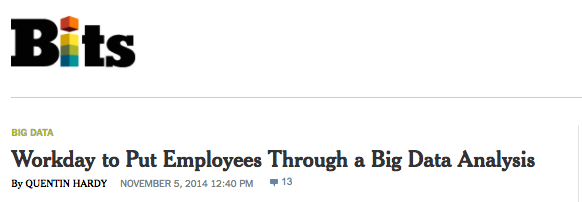 Bits
BIG DATA
Workday to Put Employees Through a Big Data Analysis
By QUENTIN HARDY NOVEMBER 5, 2014 12:40 PM 13